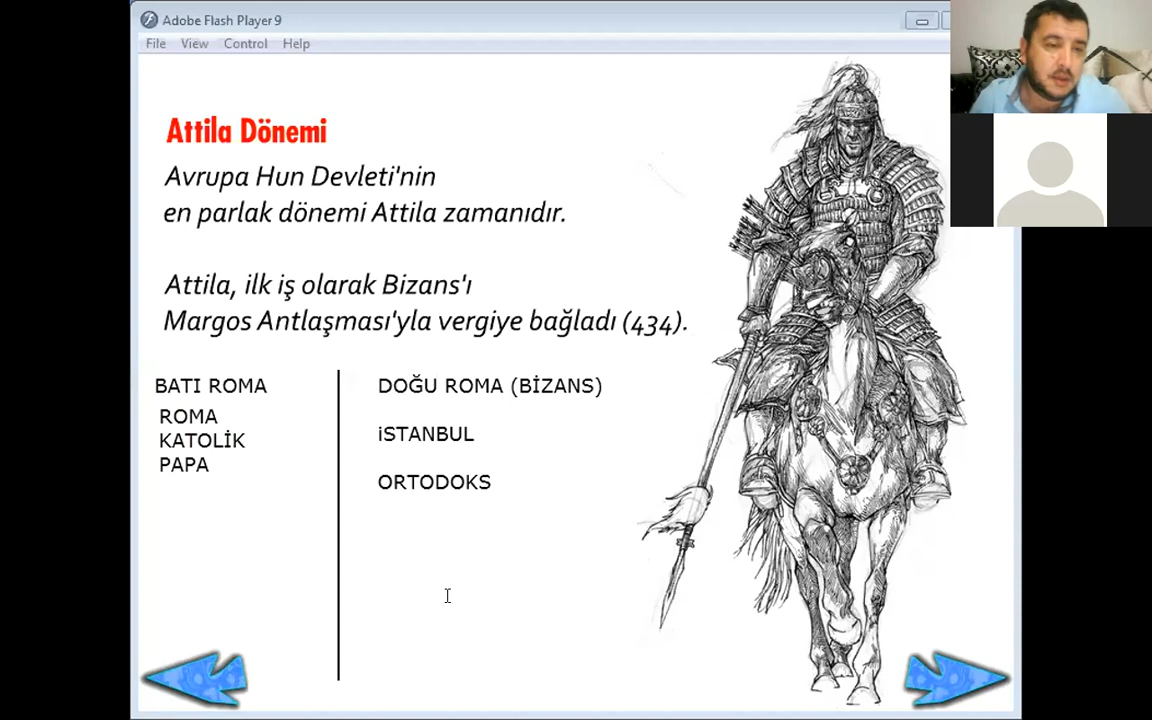 Adobe Flash Player 9
File View Control Help
Attila Dönemi
Avrupa Hun Devleti'nin
en parlak dönemi Attila zamanıdır.
Attila, ilk iş olarak Bizans'ı
Margos Antlaşması'yla vergiye bağladı (434).
BATI ROMA
ROMA
KATOLİK
PAPA
DOĞU ROMA (BİZANS)
iSTANBUL
ORTODOKS